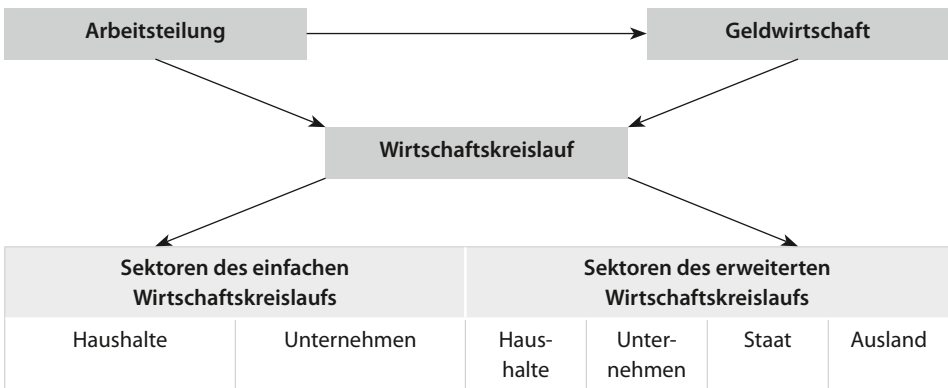 Arbeitsteilung
Geldwirtschaft
Wirtschaftskreislauf
Sektoren des einfachen
Wirtschaftskreislaufs
Sektoren des erweiterten
Wirtschaftskreislaufs
Haushalte
Unternehmen
Haus-
halte
Unter-
nehmen
Staat
Ausland